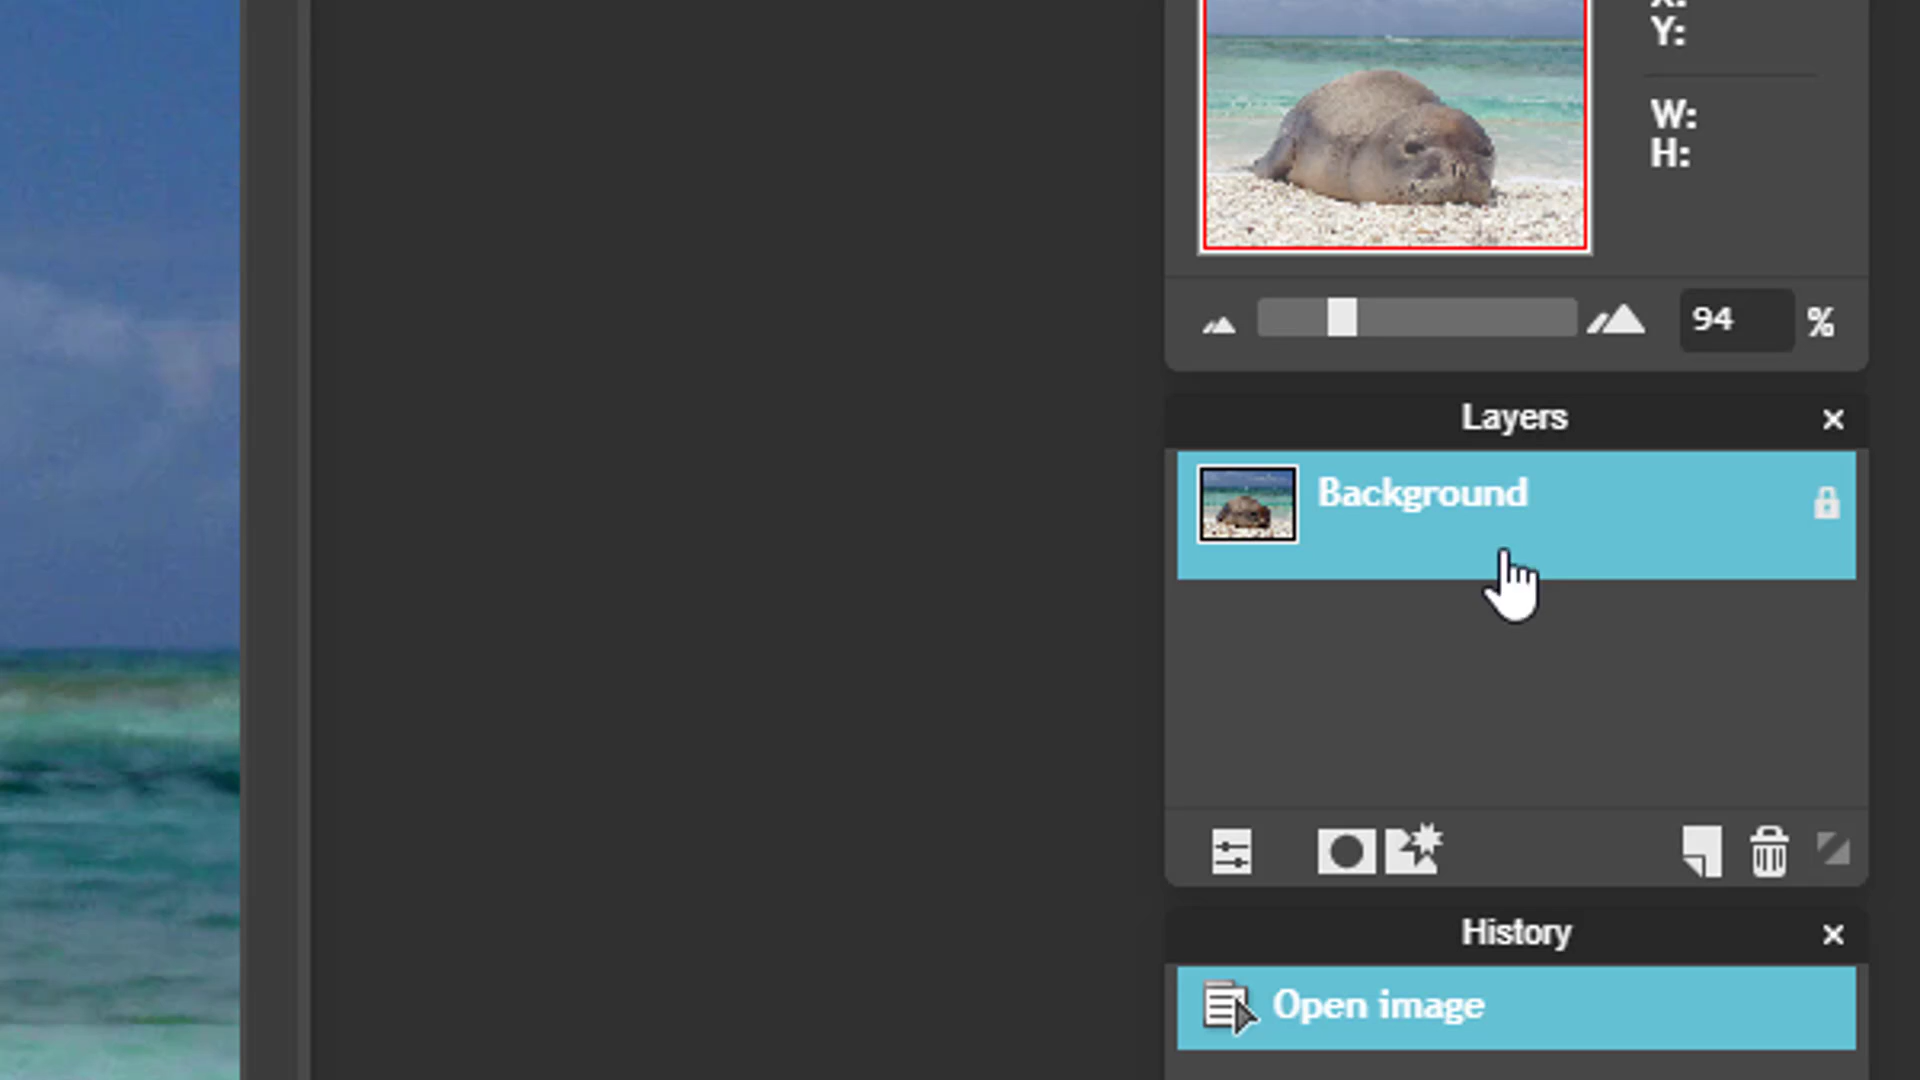 X:
Y:
W:
H:
94 %
Layers
Background
History
Open image